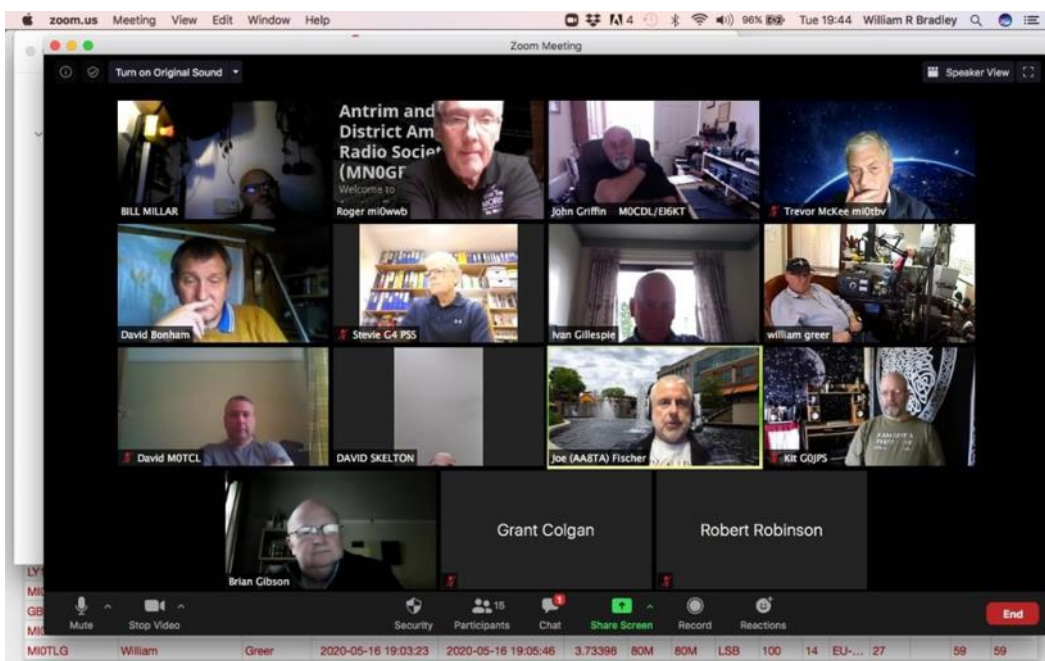 zoom.us Meeting View Edit Window Help 4 96% Tue 19:44 William R Bradley
Zoom Meeting
Turn on Original Sound Speaker View
BILL MILLAR
Antrim and
District Am
Radio Societ
(MN0GF
Welcome to
Roger mi0wwb
John Griffin M0CDL/EI6KT
Trevor McKee mi0tbv
David Bonham
Stevie G4 PSS
Ivan Gillespie
william greer
David M0TCL
DAVID SKELTON
Joe (AA8TA) Fischer
Kit G0JPS
Brian Gibson
Grant Colgan
Robert Robinson
GB
Mute Stop Video Security Participants 15 Chat 1 Share Screen Record Reactions End
MI0TLG William Greer 2020-05-16 19:03:23 2020-05-16 19:05:46 3.73398 80M 80M LSB 100 14 EU-... 27 59 59